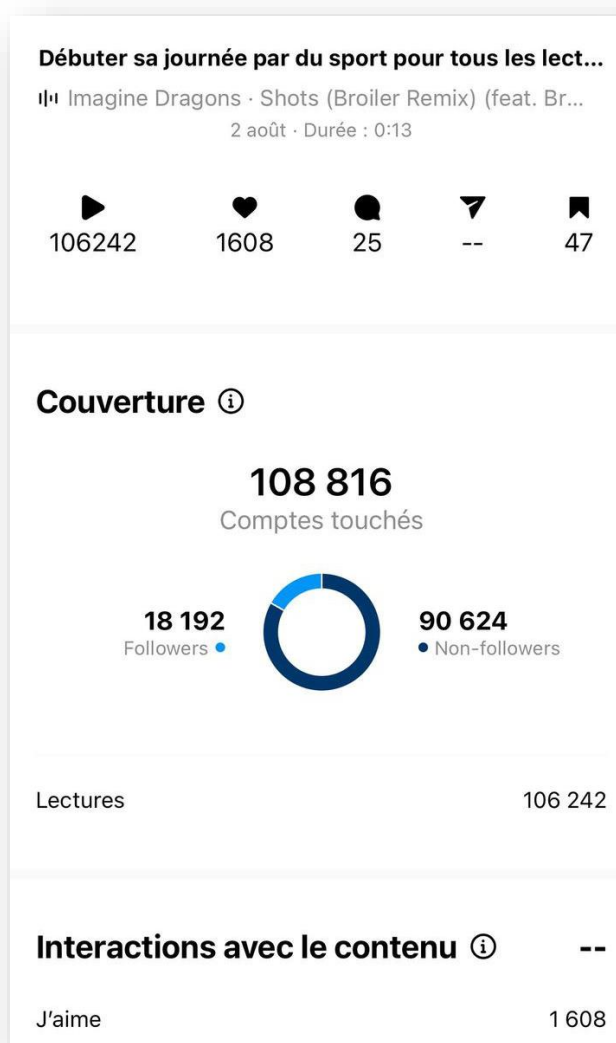 Débuter sa journée par du sport pour tous les lect...
Imagine Dragons · Shots (Broiler Remix) (feat. Br...
2 août · Durée : 0:13
106242 1608 25 -- 47
Couverture
108 816
Comptes touchés
18 192 90 624
Followers Non-followers
Lectures 106 242
Interactions avec le contenu --
J’aime 1 608